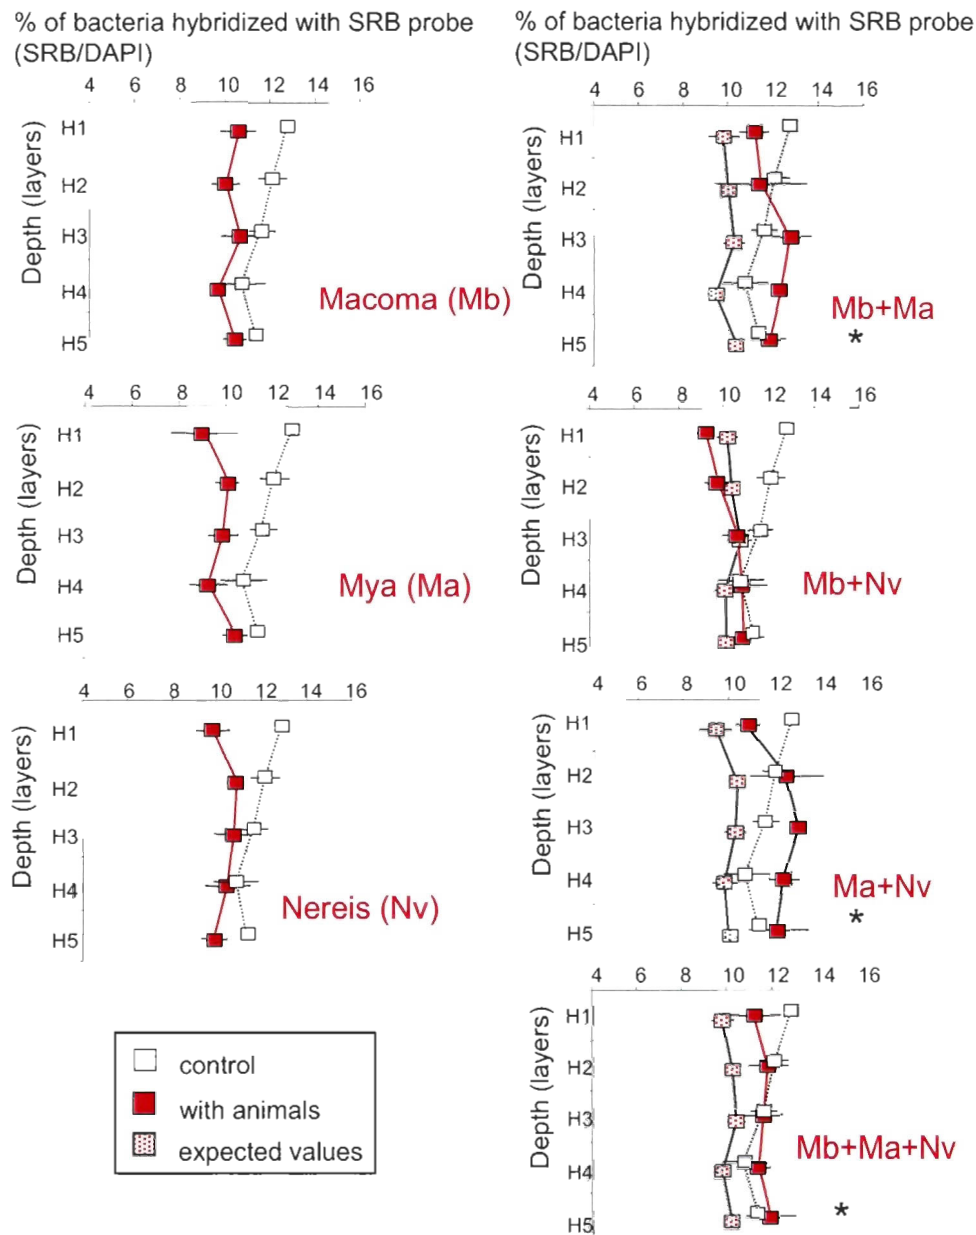 % of bacteria hybridized with SRB probe
(SRB/DAPI)
4 6 8 10 12 14 16
Depth (layers)
H1
H2
H3
H4
H5
Macoma (Mb)
4 6 8 10 12 14 16
Depth (layers)
H1
H2
H3
H4
H5
Mya (Ma)
4 6 8 10 12 14 16
Depth (layers)
H1
H2
H3
H4
H5
Nereis (Nv)
control
with animals
expected values
% of bacteria hybridized with SRB probe
(SRB/DAPI)
4 6 8 10 12 14 16
Depth (layers)
H1
H2
H3
H4
H5
Mb+Ma
*
4 6 8 10 12 14 16
Depth (layers)
H1
H2
H3
H4
H5
Mb+Nv
4 6 8 10 12 14 16
Depth (layers)
H1
H2
H3
H4
H5
Ma+Nv
*
4 6 8 10 12 14 16
Depth (layers)
H1
H2
H3
H4
H5
Mb+Ma+Nv
*